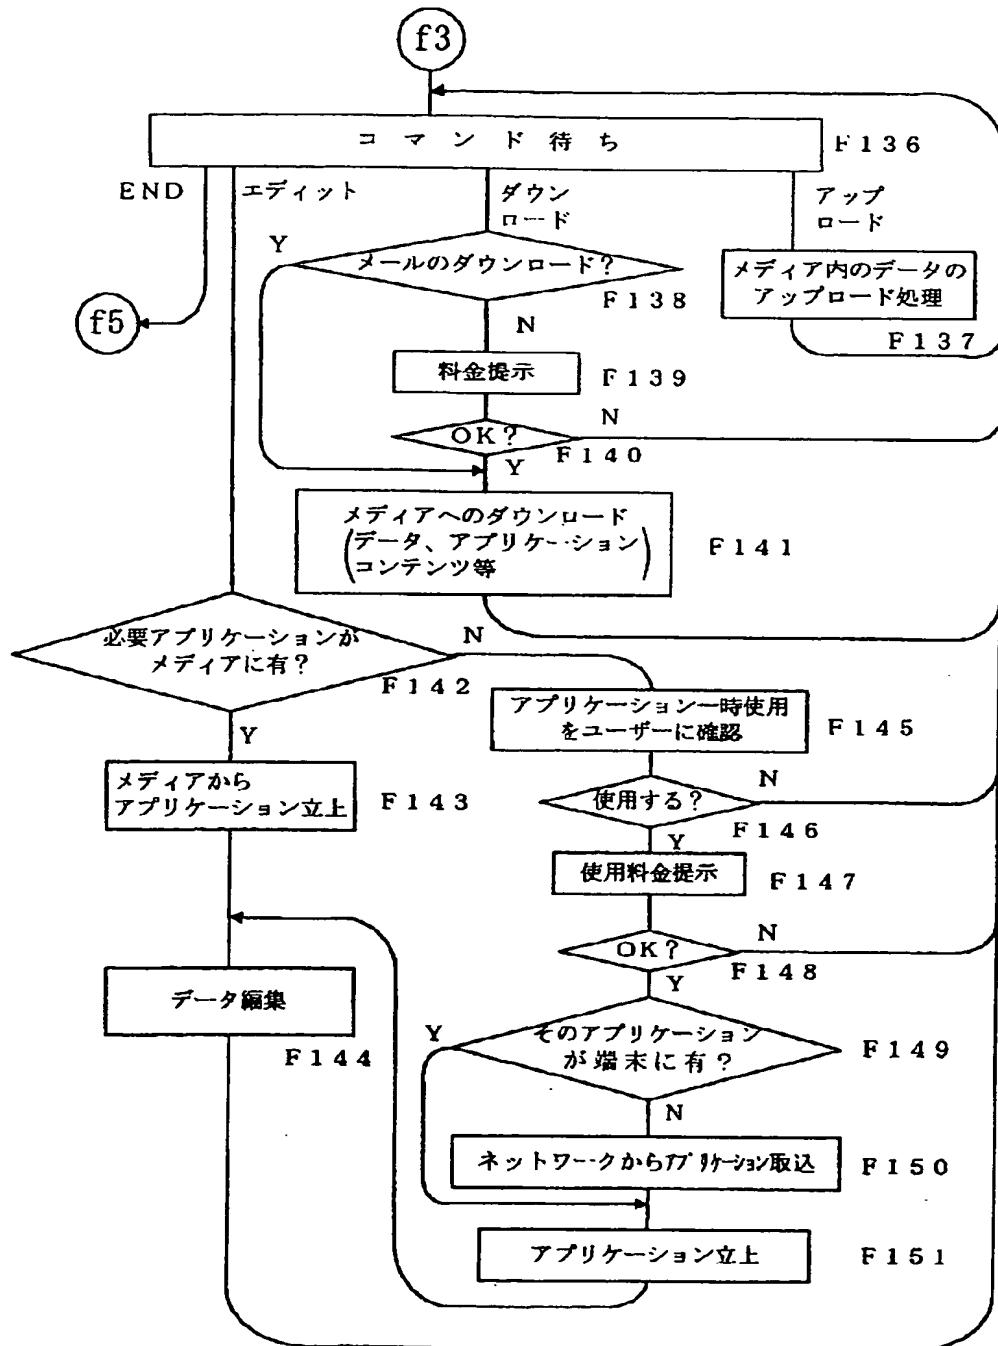 f3
コマンド待ち
F136
END
エディット
ダウン
ロード
アップ
ロード
Y
メールのダウンロード?
F138
メディア内のデータの
アップロード処理
F137
f5
N
料金提示
F139
N
OK?
F140
Y
メディアへのダウンロード
(データ、アプリケーション
コンテンツ等)
F141
必要アプリケーションが
メディアに有?
N
F142
Y
アプリケーション一時使用
をユーザーに確認
F145
メディアから
アプリケーション立上
F143
使用する?
N
F146
Y
使用料金提示
F147
OK?
N
F148
Y
データ編集
F144
Y
そのアプリケーション
が端末に有?
F149
N
ネットワークからアプリケーション取込
F150
アプリケーション立上
F151